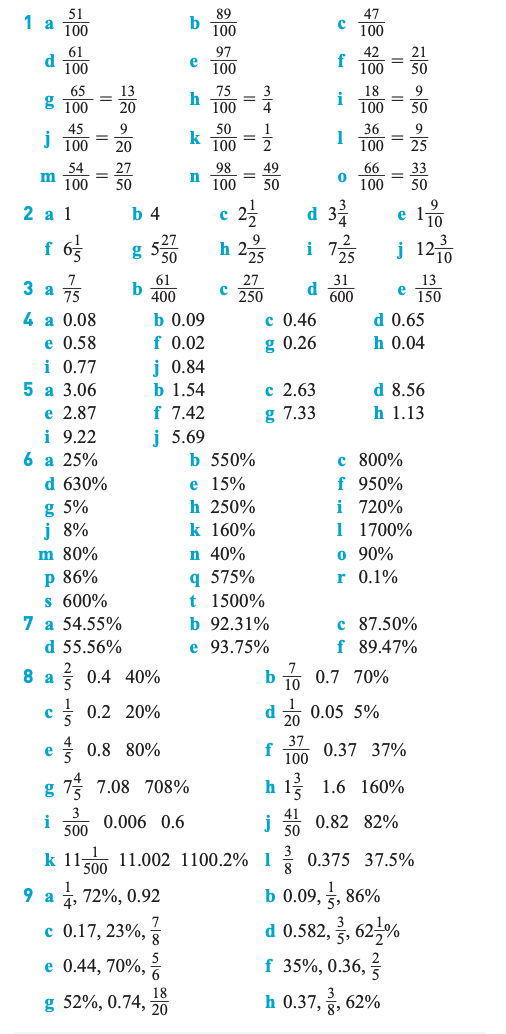 1 a 51/100 b 89/100 c 47/100
d 61/100 e 97/100 f 42/100 = 21/50
g 65/100 = 13/20 h 75/100 = 3/4 i 18/100 = 9/50
j 45/100 = 9/20 k 50/100 = 1/2 l 36/100 = 9/25
m 54/100 = 27/50 n 98/100 = 49/50 o 66/100 = 33/50
2 a 1 b 4 c 2 1/2 d 3 3/4 e 1 9/10
f 6 1/5 g 5 27/50 h 2 9/25 i 7 2/25 j 12 3/10
3 a 7/75 b 61/400 c 27/250 d 31/600 e 13/150
4 a 0.08 b 0.09 c 0.46 d 0.65
e 0.58 f 0.02 g 0.26 h 0.04
i 0.77 j 0.84
5 a 3.06 b 1.54 c 2.63 d 8.56
e 2.87 f 7.42 g 7.33 h 1.13
i 9.22 j 5.69
6 a 25% b 550% c 800%
d 630% e 15% f 950%
g 5% h 250% i 720%
j 8% k 160% l 1700%
m 80% n 40% o 90%
p 86% q 575% r 0.1%
s 600% t 1500%
7 a 54.55% b 92.31% c 87.50%
d 55.56% e 93.75% f 89.47%
8 a 2/5 0.4 40% b 7/10 0.7 70%
c 1/5 0.2 20% d 1/20 0.05 5%
e 4/5 0.8 80% f 37/100 0.37 37%
g 7 4/5 7.08 708% h 1 3/5 1.6 160%
i 3/500 0.006 0.6 j 41/50 0.82 82%
k 11 1/500 11.002 1100.2% l 3/8 0.375 37.5%
9 a 1/4, 72%, 0.92 b 0.09, 1/5, 86%
c 0.17, 23%, 7/8 d 0.582, 3/5, 62 1/2%
e 0.44, 70%, 5/6 f 35%, 0.36, 2/5
g 52%, 0.74, 18/20 h 0.37, 3/8, 62%